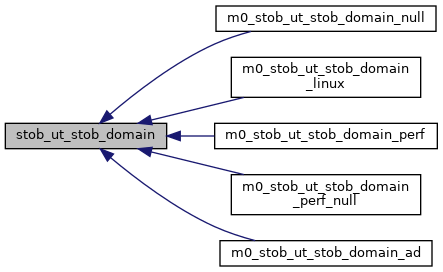 m0_stob_ut_stob_domain_null
m0_stob_ut_stob_domain
_linux
stob_ut_stob_domain
m0_stob_ut_stob_domain_perf
m0_stob_ut_stob_domain
_perf_null
m0_stob_ut_stob_domain_ad